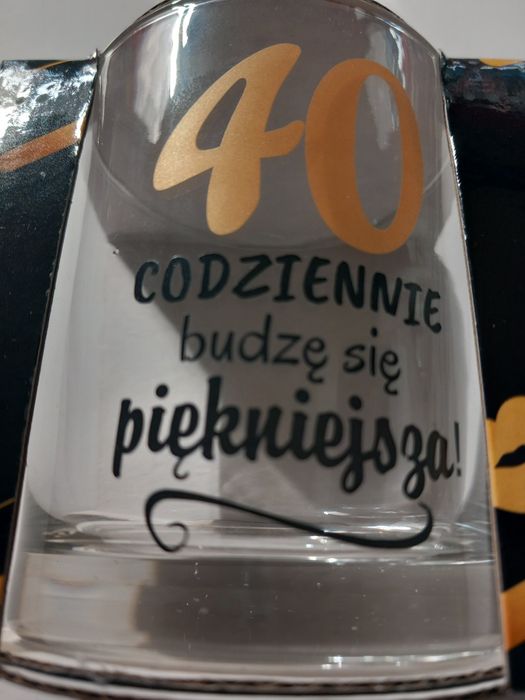 40
CODZIENNIE
budzę się
piękniejsza!